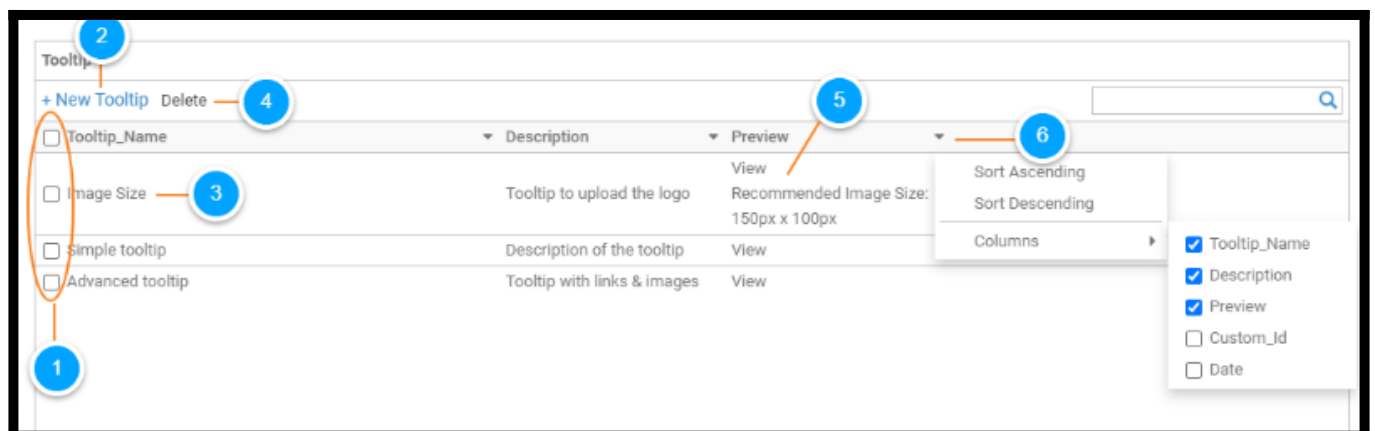 2
Tooltip
+ New Tooltip Delete 4 5
Tooltip_Name Description Preview 6
Image Size 3 Tooltip to upload the logo View
Recommended Image Size:
150px x 100px
Sort Ascending
Sort Descending
Columns
Simple tooltip Description of the tooltip View
Advanced tooltip Tooltip with links & images View
Tooltip_Name
Description
Preview
Custom_Id
Date
1